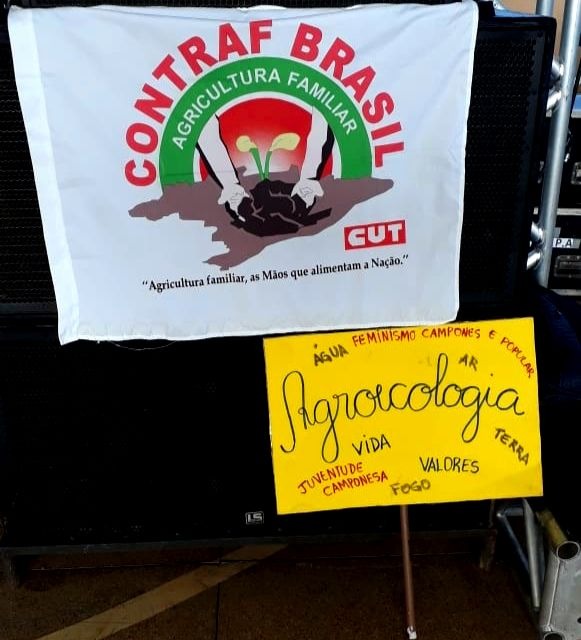 CONTRAF BRASIL
AGRICULTURA FAMILIAR
CUT
“Agricultura familiar, as Mãos que alimentam a Nação.”
FEMINISMO CAMPONES E POPULAR
ÁGUA
AR
Agroecologia
VIDA
TERRA
VALORES
JUVENTUDE
CAMPONESA
FOGO
LS
P.A